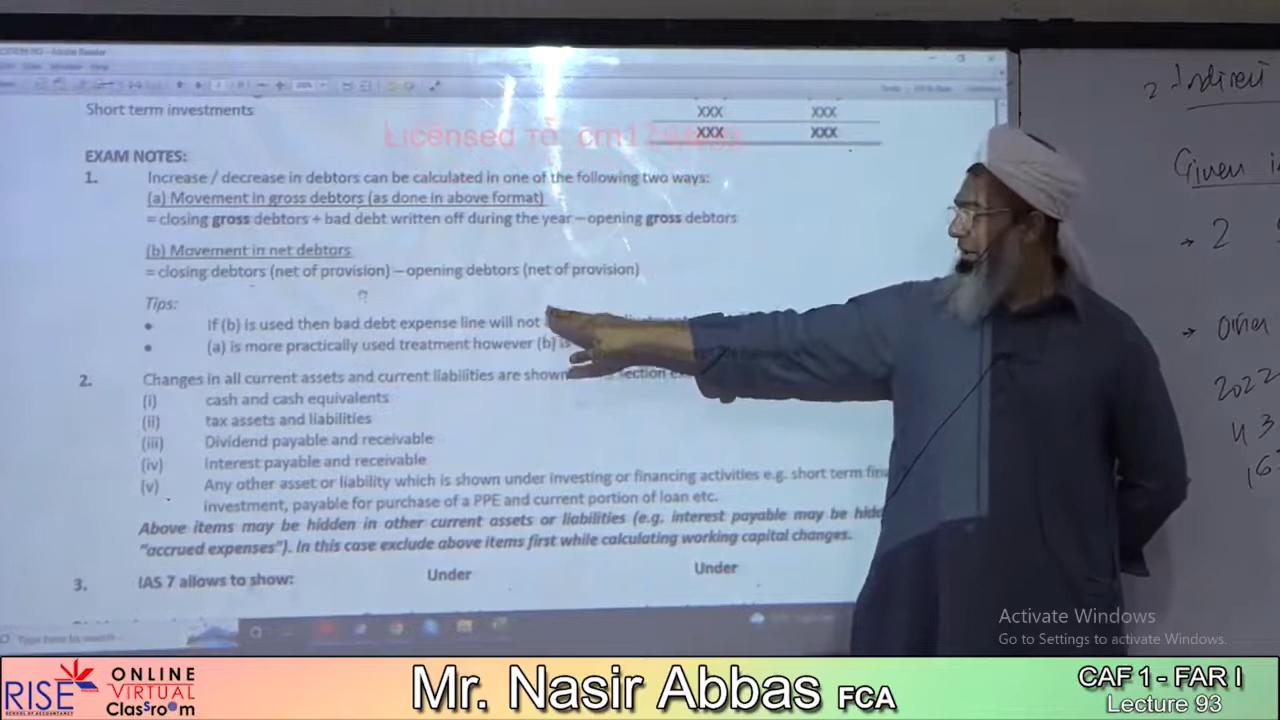 Short term investments XXX XXX
Licensed To: crn1
XXX XXX
EXAM NOTES:
1. Increase / decrease in debtors can be calculated in one of the following two ways:
(a) Movement in gross debtors (as done in above format)
= closing gross debtors + bad debt written off during the year – opening gross debtors
(b) Movement in net debtors
= closing debtors (net of provision) – opening debtors (net of provision)
Tips:
• If (b) is used then bad debt expense line will not
• (a) is more practically used treatment however (b) is
2. Changes in all current assets and current liabilities are shown
(i) cash and cash equivalents
(ii) tax assets and liabilities
(iii) Dividend payable and receivable
(iv) Interest payable and receivable
(v) Any other asset or liability which is shown under investing or financing activities e.g. short term
investment, payable for purchase of a PPE and current portion of loan etc.
Above items may be hidden in other current assets or liabilities (e.g. interest payable may be
"accrued expenses"). In this case exclude above items first while calculating working capital changes.
3. IAS 7 allows to show: Under Under
Type here to search
2 Indirect
Given
→ 2
→ Other
2022
43
16
Activate Windows
Go to Settings to activate Windows.
RISE
SCHOOL OF ACCOUNTANCY
ONLINE
VIRTUAL
ClaSsroom
Mr. Nasir Abbas FCA
CAF 1 - FAR I
Lecture 93